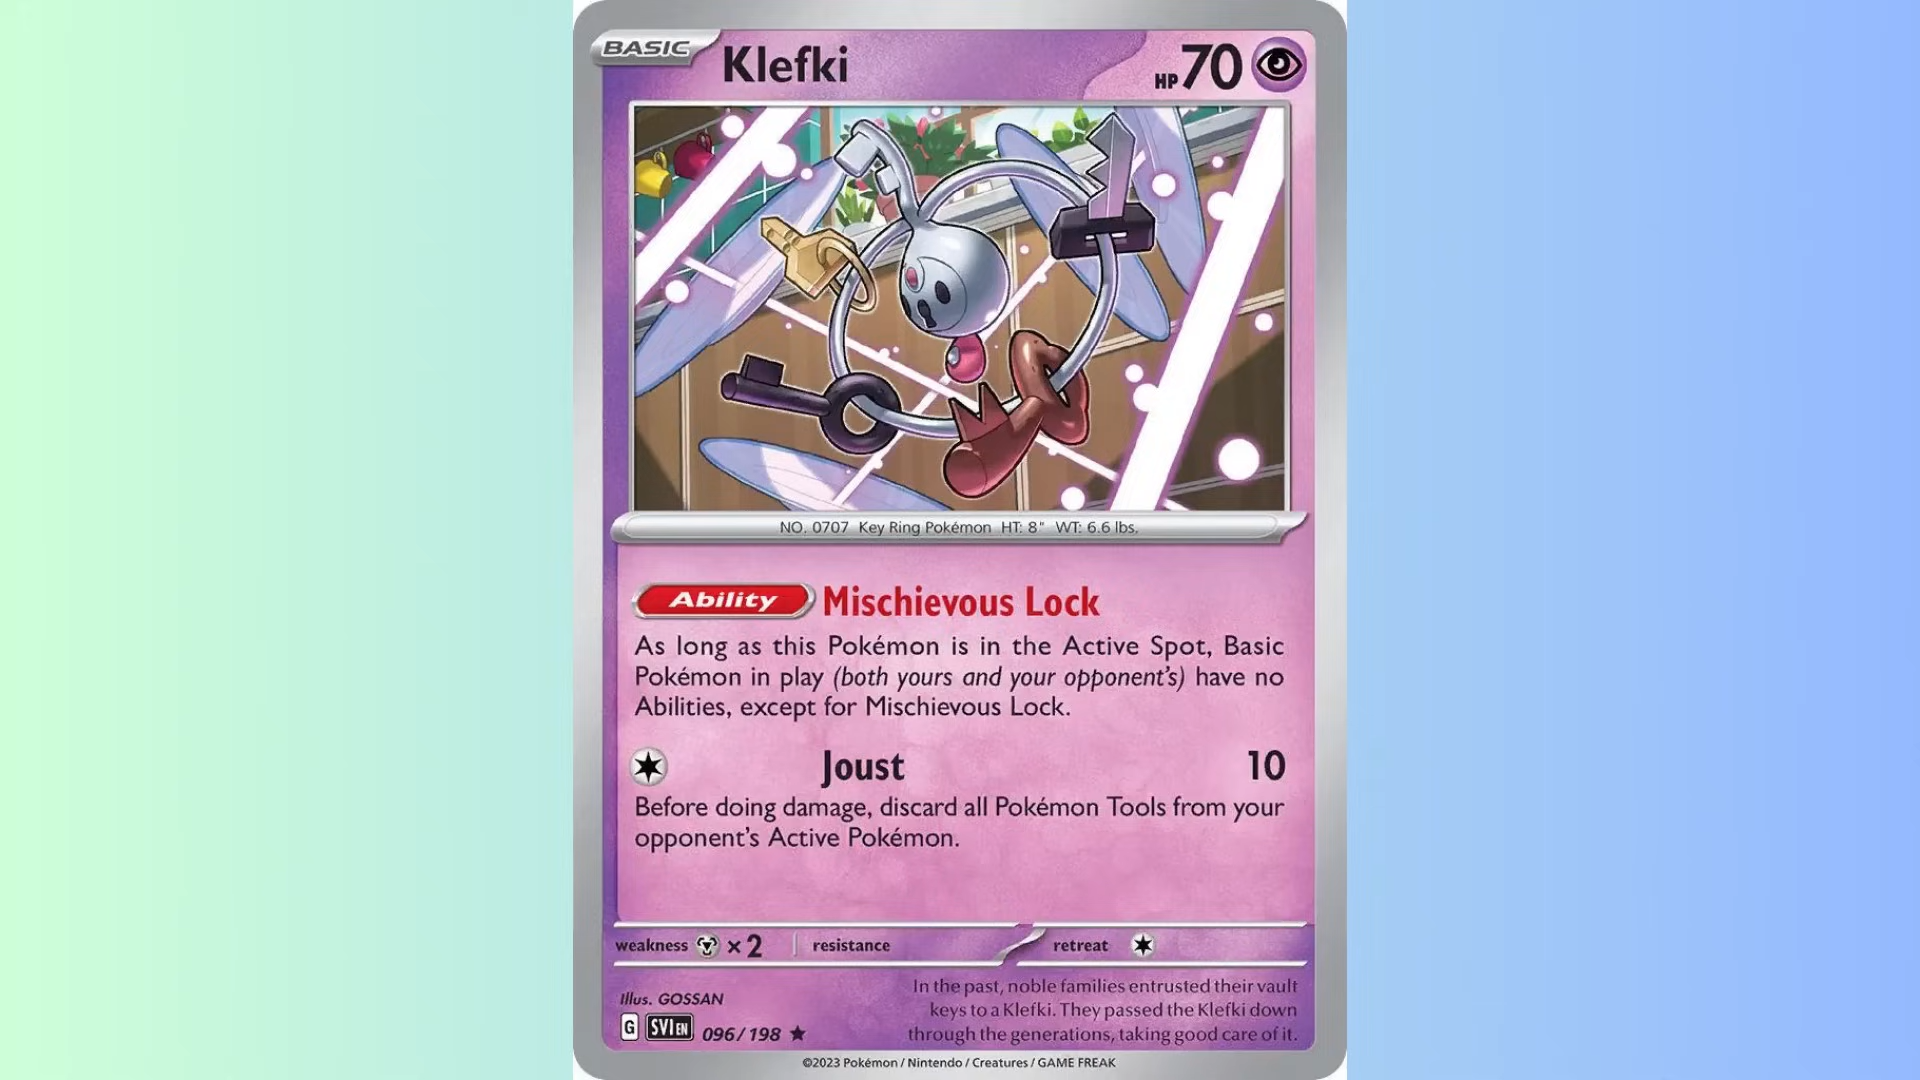 BASIC
Klefki
HP 70
NO. 0707 Key Ring Pokémon HT: 8" WT: 6.6 lbs.
Ability Mischievous Lock
As long as this Pokémon is in the Active Spot, Basic
Pokémon in play (both yours and your opponent's) have no
Abilities, except for Mischievous Lock.
Joust 10
Before doing damage, discard all Pokémon Tools from your
opponent's Active Pokémon.
weakness ×2 resistance retreat
Illus. GOSSAN
In the past, noble families entrusted their vault
keys to a Klefki. They passed the Klefki down
through the generations, taking good care of it.
G SVI EN 096/198 ★
©2023 Pokémon / Nintendo / Creatures / GAME FREAK